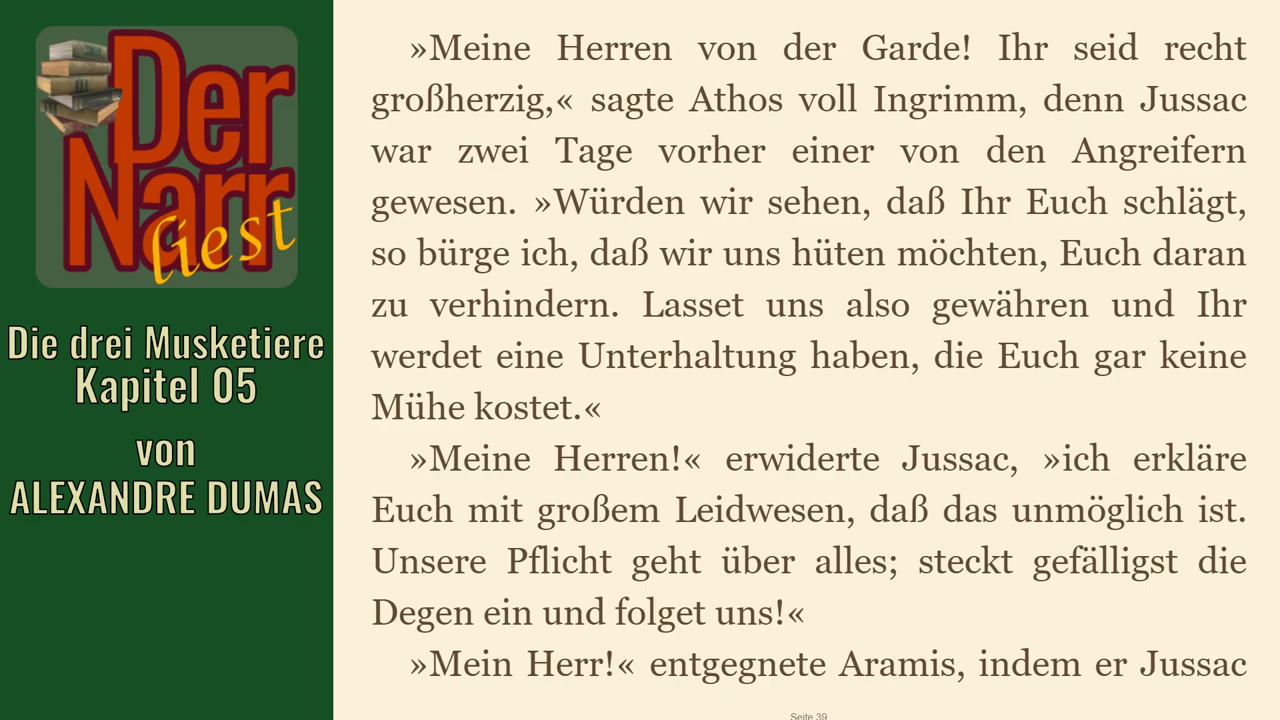 Der
Narr
liest
Die drei Musketiere
Kapitel 05
von
ALEXANDRE DUMAS
»Meine Herren von der Garde! Ihr seid recht
großherzig,« sagte Athos voll Ingrimm, denn Jussac
war zwei Tage vorher einer von den Angreifern
gewesen. »Würden wir sehen, daß Ihr Euch schlägt,
so bürge ich, daß wir uns hüten möchten, Euch daran
zu verhindern. Lasset uns also gewähren und Ihr
werdet eine Unterhaltung haben, die Euch gar keine
Mühe kostet.«
»Meine Herren!« erwiderte Jussac, »ich erkläre
Euch mit großem Leidwesen, daß das unmöglich ist.
Unsere Pflicht geht über alles; steckt gefälligst die
Degen ein und folget uns!«
»Mein Herr!« entgegnete Aramis, indem er Jussac
Seite 39